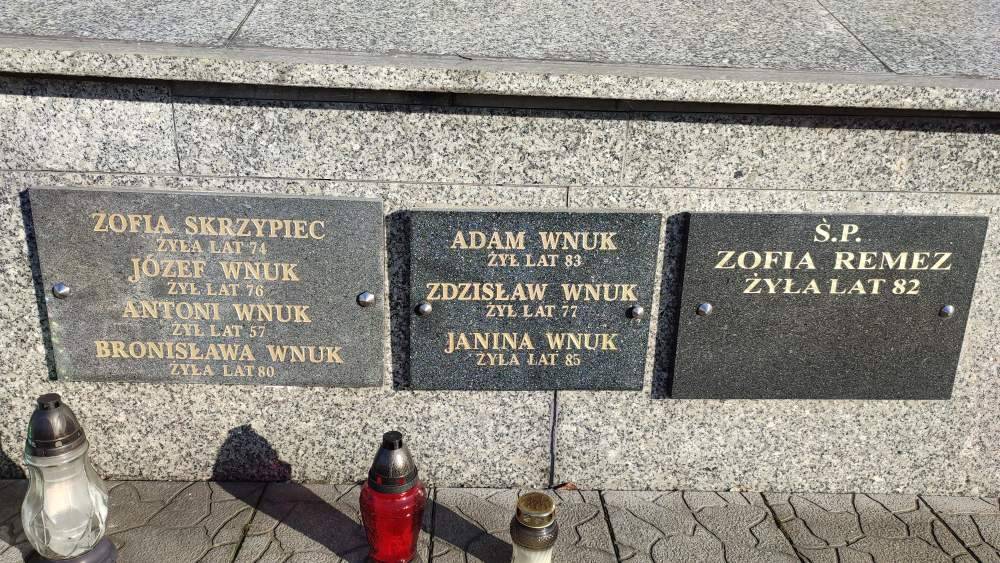 ZOFIA SKRZYPIEC
ŻYŁA LAT 74
JÓZEF WNUK
ŻYŁ LAT 76
ANTONI WNUK
ŻYŁ LAT 57
BRONISŁAWA WNUK
ŻYŁA LAT 80
ADAM WNUK
ŻYŁ LAT 83
ZDZISŁAW WNUK
ŻYŁ LAT 77
JANINA WNUK
ŻYŁA LAT 85
Ś.P.
ZOFIA REMEZ
ŻYŁA LAT 82